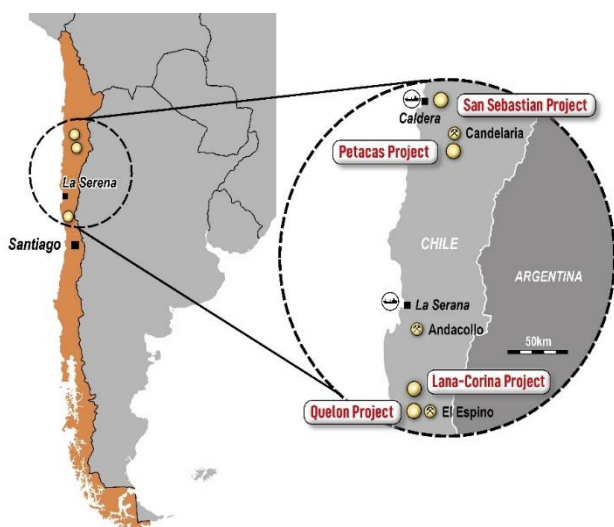 La Serena
Santiago
San Sebastian Project
Caldera
Candelaria
Petacas Project
CHILE
ARGENTINA
La Serana
Andacollo
50km
Lana-Corina Project
Quelon Project
El Espino